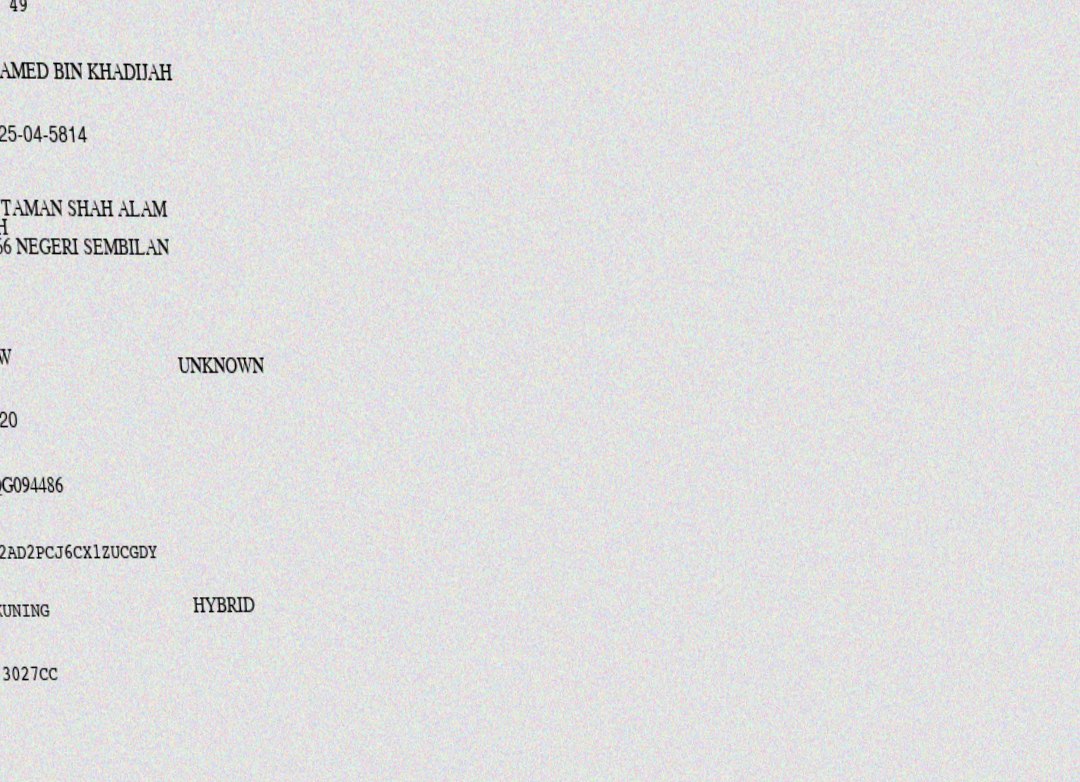 49
AMED BIN KHADIJAH
25-04-5814
TAMAN SHAH ALAM
H
66 NEGERI SEMBILAN
W UNKNOWN
20
G094486
2AD2PCJ6CX1ZUCGDY
KUNING HYBRID
3027CC